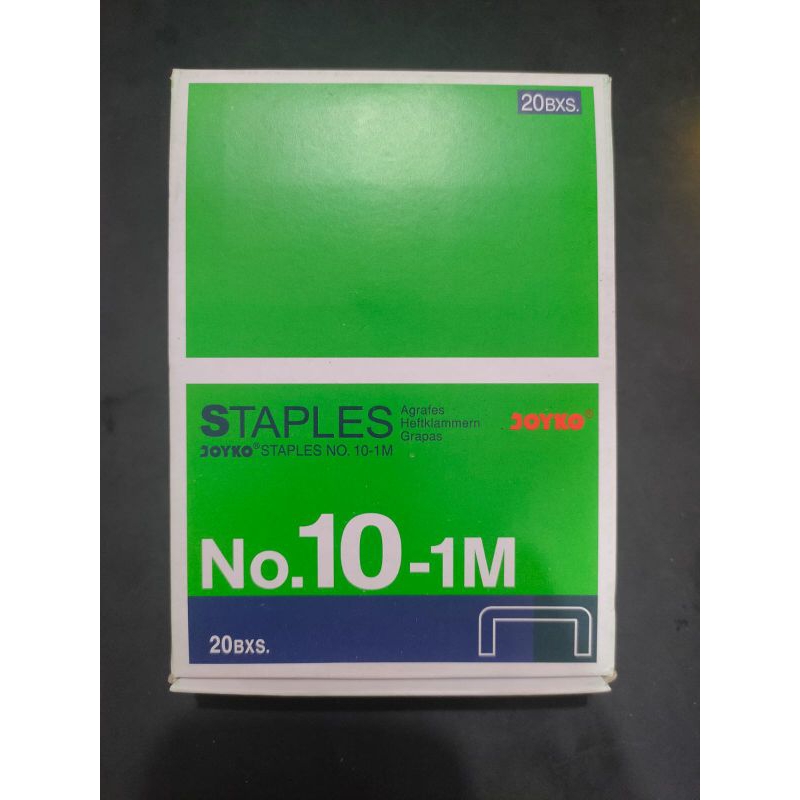 20BXS.
STAPLES
Agrafes
Heftklammern
Grapas
JOYKO®
JOYKO® STAPLES NO. 10-1M
No.10-1M
20BXS.